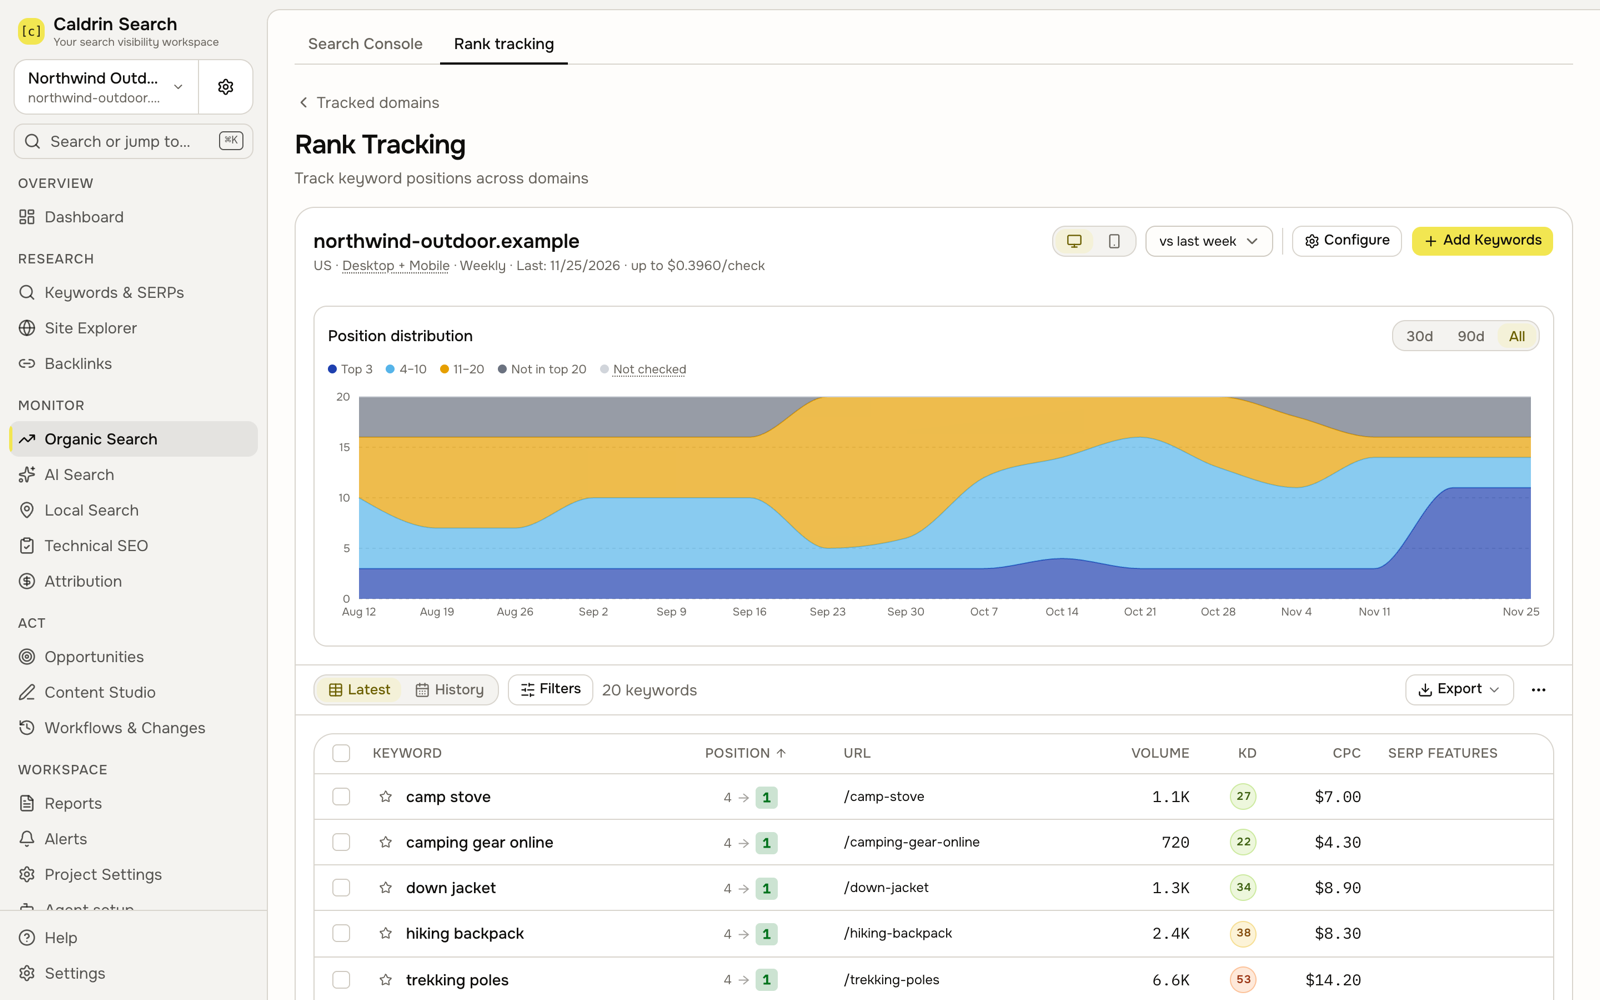 [c]
Caldrin Search
Your search visibility workspace
Northwind Outd...
northwind-outdoor....
Search or jump to...
⌘K
OVERVIEW
Dashboard
RESEARCH
Keywords & SERPs
Site Explorer
Backlinks
MONITOR
Organic Search
AI Search
Local Search
Technical SEO
Attribution
ACT
Opportunities
Content Studio
Workflows & Changes
WORKSPACE
Reports
Alerts
Project Settings
Agent setup
Help
Settings
Search Console
Rank tracking
Tracked domains
Rank Tracking
Track keyword positions across domains
northwind-outdoor.example
US · Desktop + Mobile · Weekly · Last: 11/25/2026 · up to $0.3960/check
vs last week
Configure
+ Add Keywords
Position distribution
30d 90d All
Top 3 4–10 11–20 Not in top 20 Not checked
20
15
10
5
0
Aug 12 Aug 19 Aug 26 Sep 2 Sep 9 Sep 16 Sep 23 Sep 30 Oct 7 Oct 14 Oct 21 Oct 28 Nov 4 Nov 11 Nov 25
Latest History Filters 20 keywords Export ...
KEYWORD POSITION ↑ URL VOLUME KD CPC SERP FEATURES
camp stove 4 → 1 /camp-stove 1.1K 27 $7.00
camping gear online 4 → 1 /camping-gear-online 720 22 $4.30
down jacket 4 → 1 /down-jacket 1.3K 34 $8.90
hiking backpack 4 → 1 /hiking-backpack 2.4K 38 $8.30
trekking poles 4 → 1 /trekking-poles 6.6K 53 $14.20